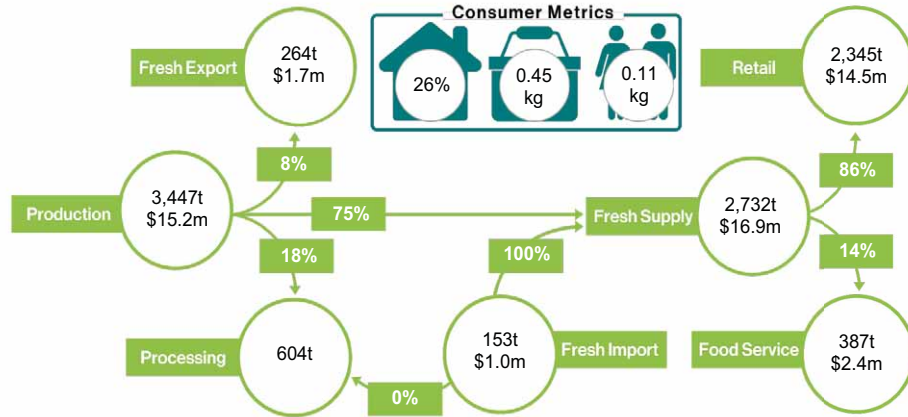 Consumer Metrics
264t
$1.7m
Fresh Export
26%
0.45
kg
0.11
kg
Retail
2,345t
$14.5m
8%
86%
Production
3,447t
$15.2m
75%
Fresh Supply
2,732t
$16.9m
18%
100%
14%
Processing
604t
153t
$1.0m
Fresh Import
Food Service
387t
$2.4m
0%